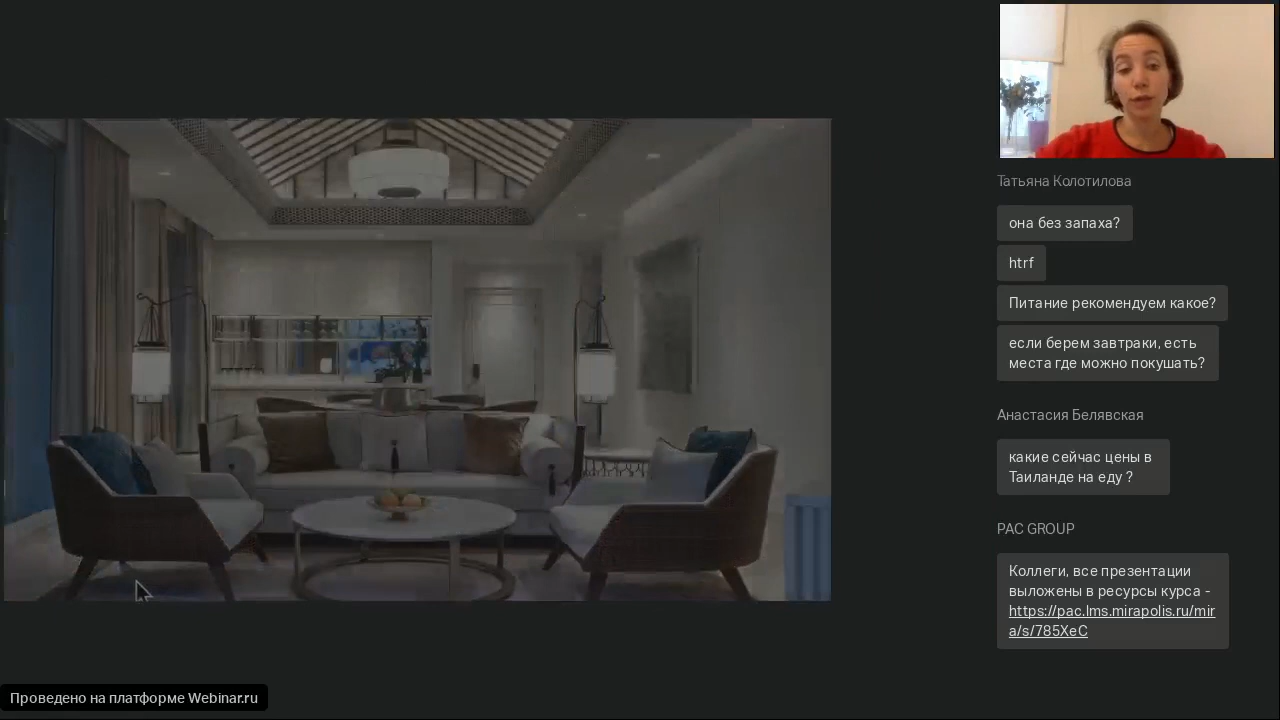 Татьяна Колотилова
она без запаха?
htrf
Питание рекомендуем какое?
если берем завтраки, есть
места где можно покушать?
Анастасия Белявская
какие сейчас цены в
Таиланде на еду ?
PAC GROUP
Коллеги, все презентации
выложены в ресурсы курса -
https://pac.lms.mirapolis.ru/mir
a/s/785XeC
Проведено на платформе Webinar.ru